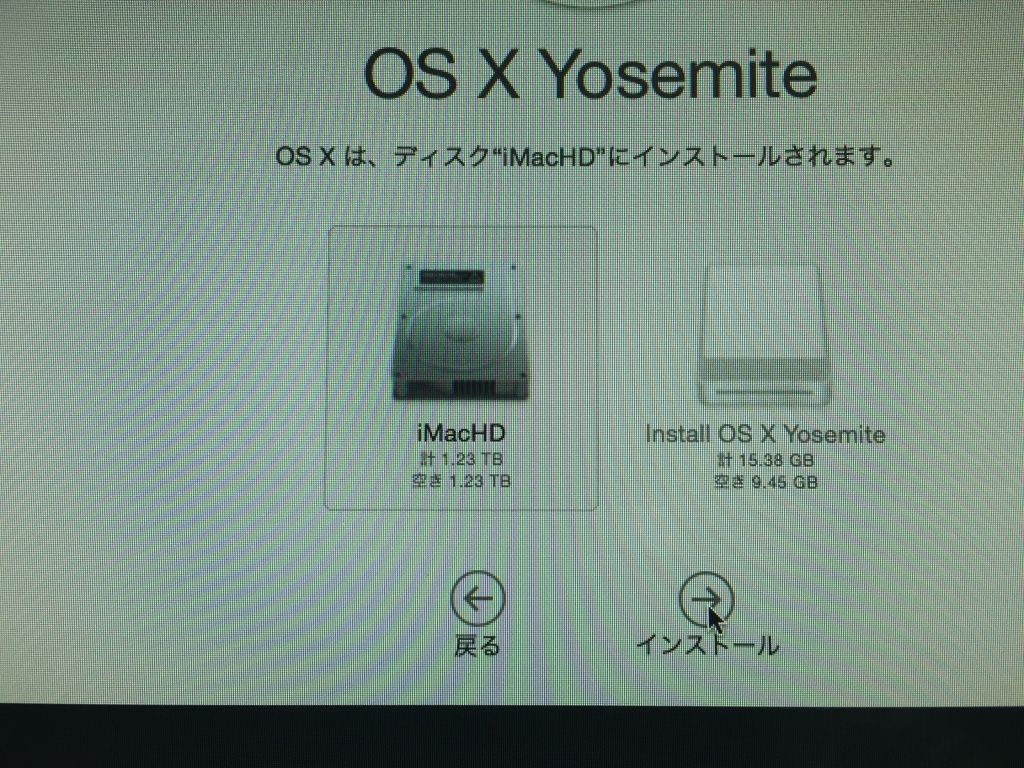 OS X Yosemite
OS X は、ディスク“iMacHD”にインストールされます。
iMacHD
計 1.23 TB
空き 1.23 TB
Install OS X Yosemite
計 15.38 GB
空き 9.45 GB
戻る
インストール